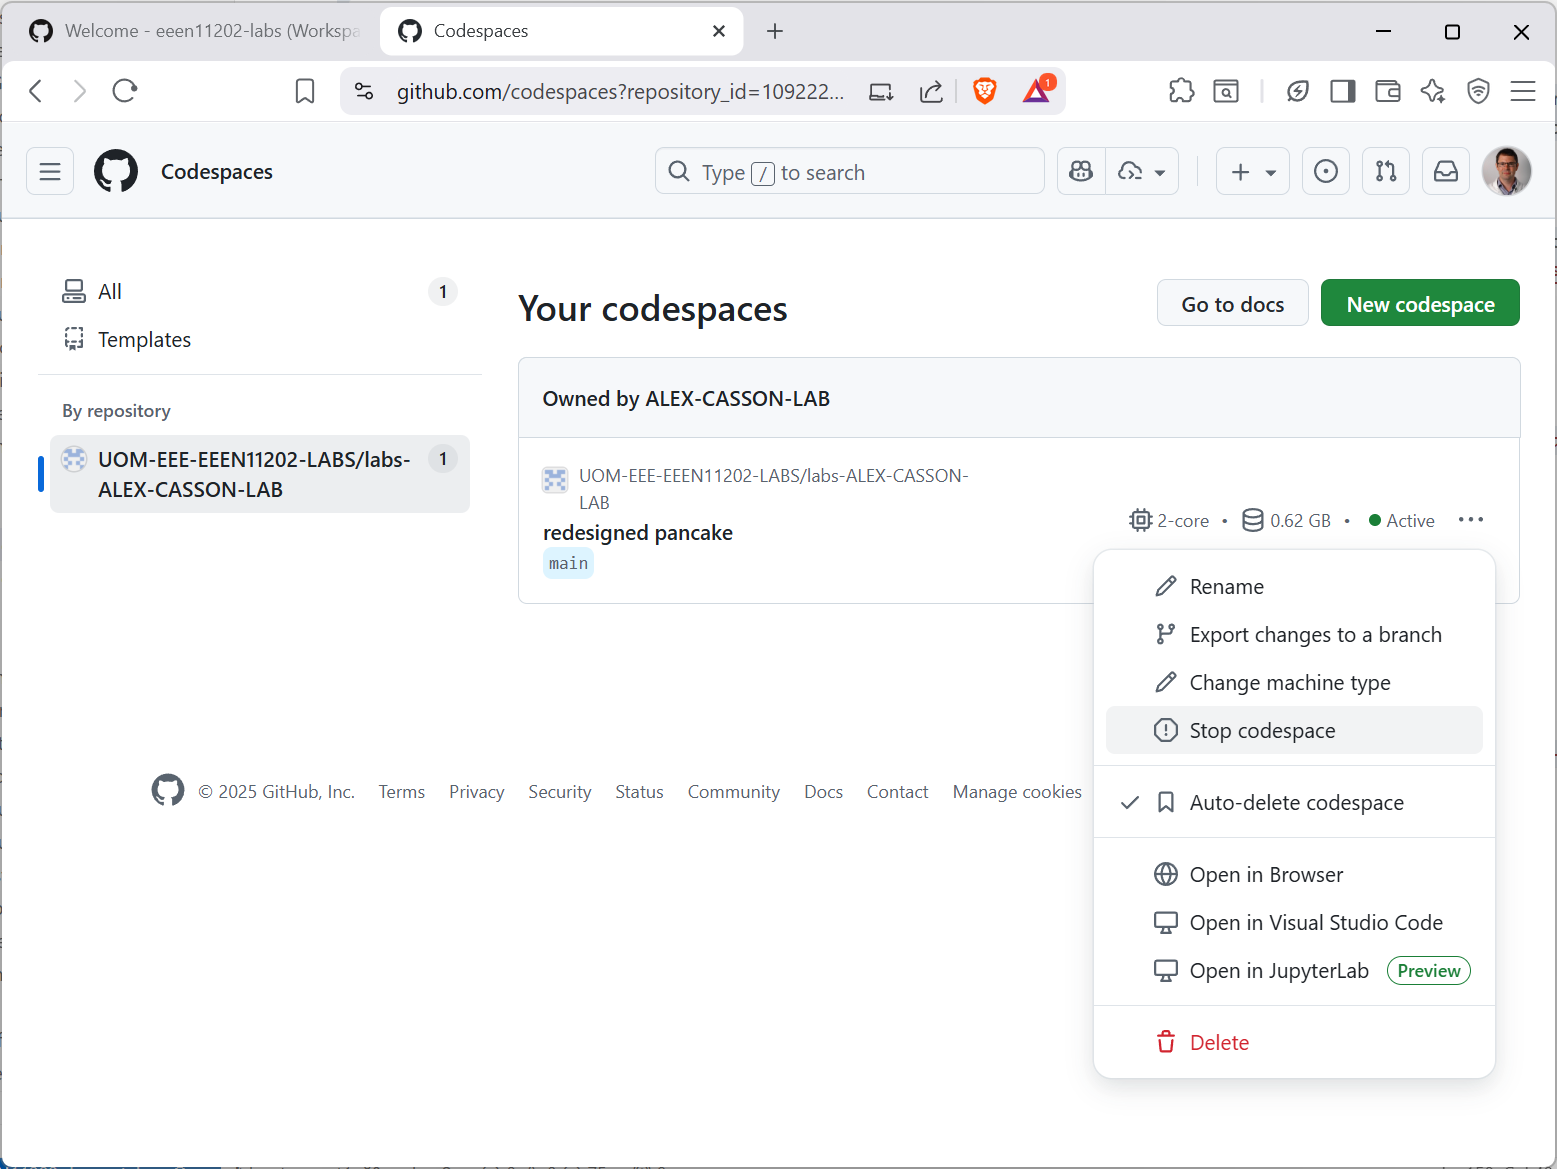 Welcome - eeen11202-labs (Workspa
Codespaces
github.com/codespaces?repository_id=109222...
1
Codespaces
Type / to search
All
1
Templates
By repository
UOM-EEE-EEEN11202-LABS/labs-
ALEX-CASSON-LAB
1
Your codespaces
Go to docs
New codespace
Owned by ALEX-CASSON-LAB
UOM-EEE-EEEN11202-LABS/labs-ALEX-CASSON-
LAB
redesigned pancake
main
2-core • 0.62 GB • Active
Rename
Export changes to a branch
Change machine type
Stop codespace
Auto-delete codespace
Open in Browser
Open in Visual Studio Code
Open in JupyterLab Preview
Delete
© 2025 GitHub, Inc. Terms Privacy Security Status Community Docs Contact Manage cookies